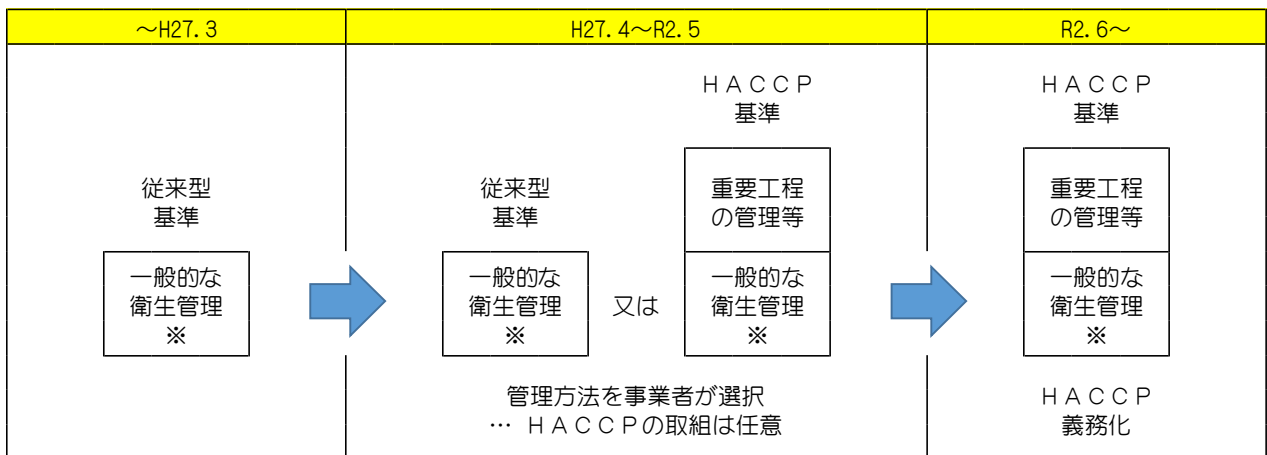 ～H27.3
H27.4～R2.5
R2.6～
従来型
基準
一般的な
衛生管理
※
従来型
基準
一般的な
衛生管理
※
又は
ＨＡＣＣＰ
基準
重要工程
の管理等
一般的な
衛生管理
※
管理方法を事業者が選択
… ＨＡＣＣＰの取組は任意
ＨＡＣＣＰ
基準
重要工程
の管理等
一般的な
衛生管理
※
ＨＡＣＣＰ
義務化